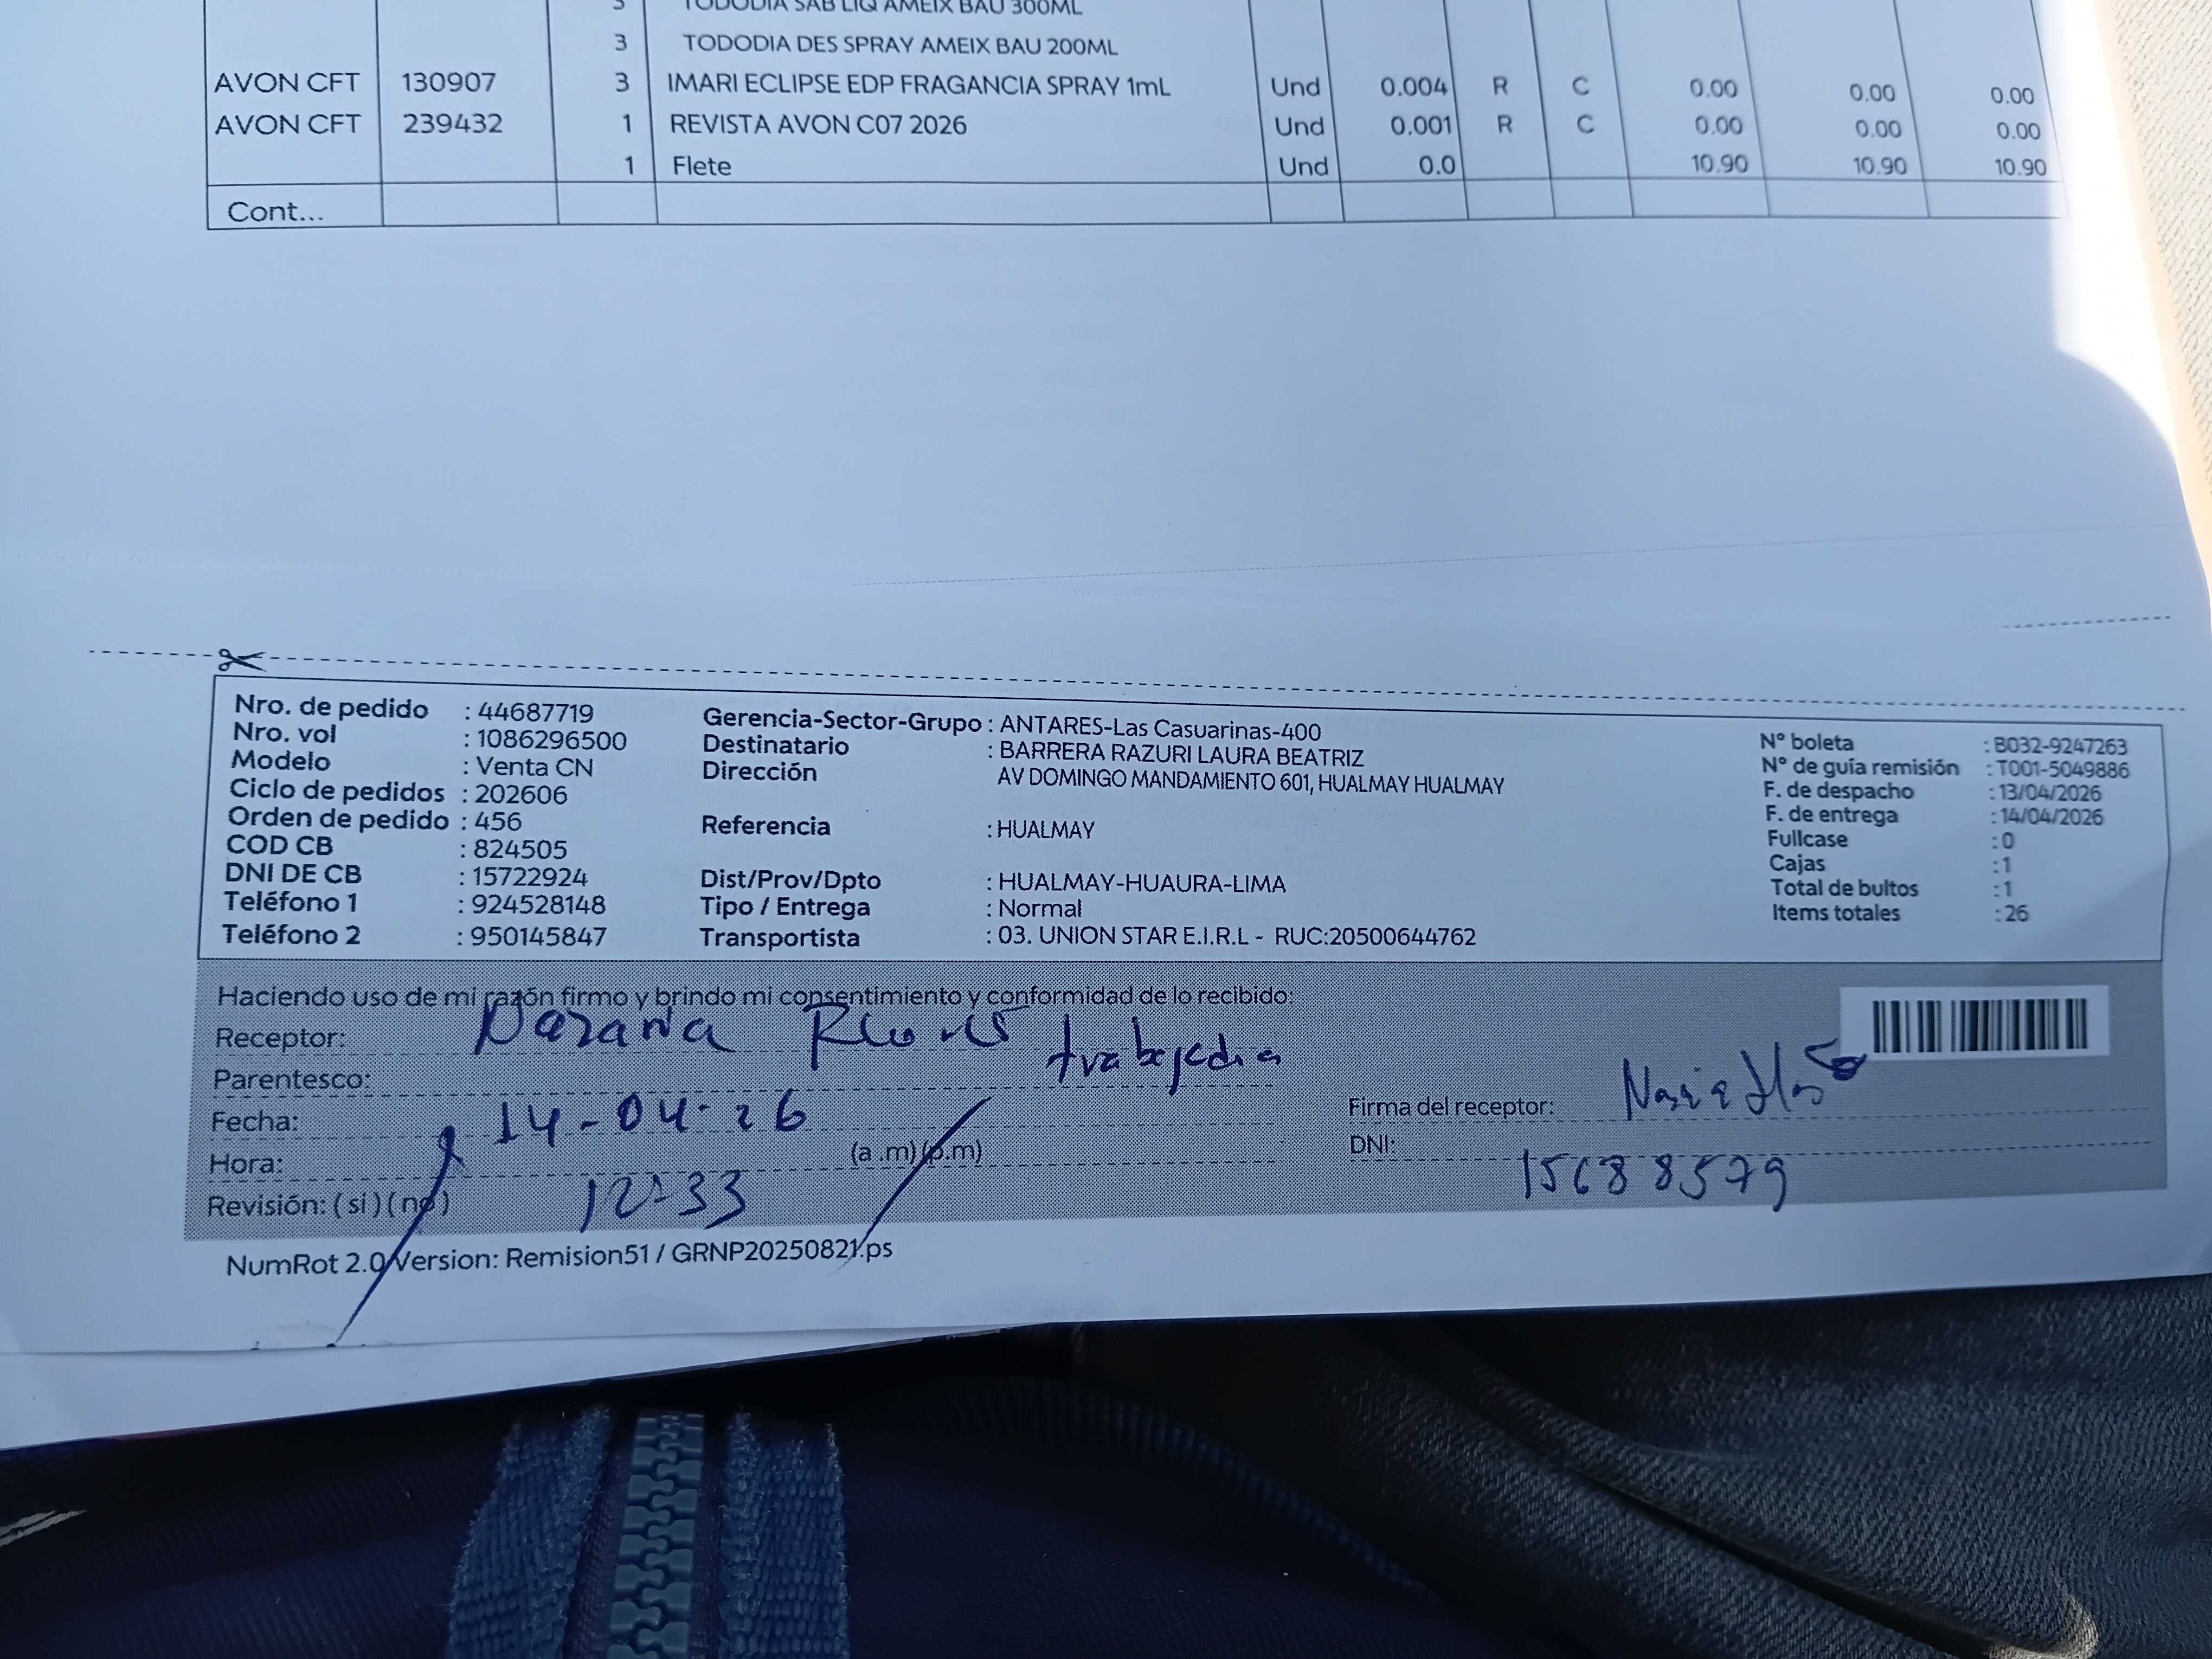 3 TODODIA SAB LIQ AMEIX BAU 300ML
3 TODODIA DES SPRAY AMEIX BAU 200ML
AVON CFT 130907 3 IMARI ECLIPSE EDP FRAGANCIA SPRAY 1mL Und 0.004 R C 0.00 0.00 0.00
AVON CFT 239432 1 REVISTA AVON C07 2026 Und 0.001 R C 0.00 0.00 0.00
1 Flete Und 0.0 10.90 10.90 10.90
Cont...
Nro. de pedido : 44687719
Nro. vol : 1086296500
Modelo : Venta CN
Ciclo de pedidos : 202606
Orden de pedido : 456
COD CB : 824505
DNI DE CB : 15722924
Teléfono 1 : 924528148
Teléfono 2 : 950145847
Gerencia-Sector-Grupo : ANTARES-Las Casuarinas-400
Destinatario : BARRERA RAZURI LAURA BEATRIZ
Dirección AV DOMINGO MANDAMIENTO 601, HUALMAY HUALMAY
Referencia : HUALMAY
Dist/Prov/Dpto : HUALMAY-HUAURA-LIMA
Tipo / Entrega : Normal
Transportista : 03. UNION STAR E.I.R.L - RUC:20500644762
N° boleta : B032-9247263
N° de guía remisión : T001-5049886
F. de despacho : 13/04/2026
F. de entrega : 14/04/2026
Fullcase : 0
Cajas : 1
Total de bultos : 1
Items totales : 26
Haciendo uso de mi razón firmo y brindo mi consentimiento y conformidad de lo recibido:
Receptor:
Parentesco:
Fecha: 14-04-26
Hora: 12:33 (a .m) (p.m)
Revisión: ( si ) ( no )
Firma del receptor:
DNI: 15688579
NumRot 2.0 Version: Remision51 / GRNP20250821.ps